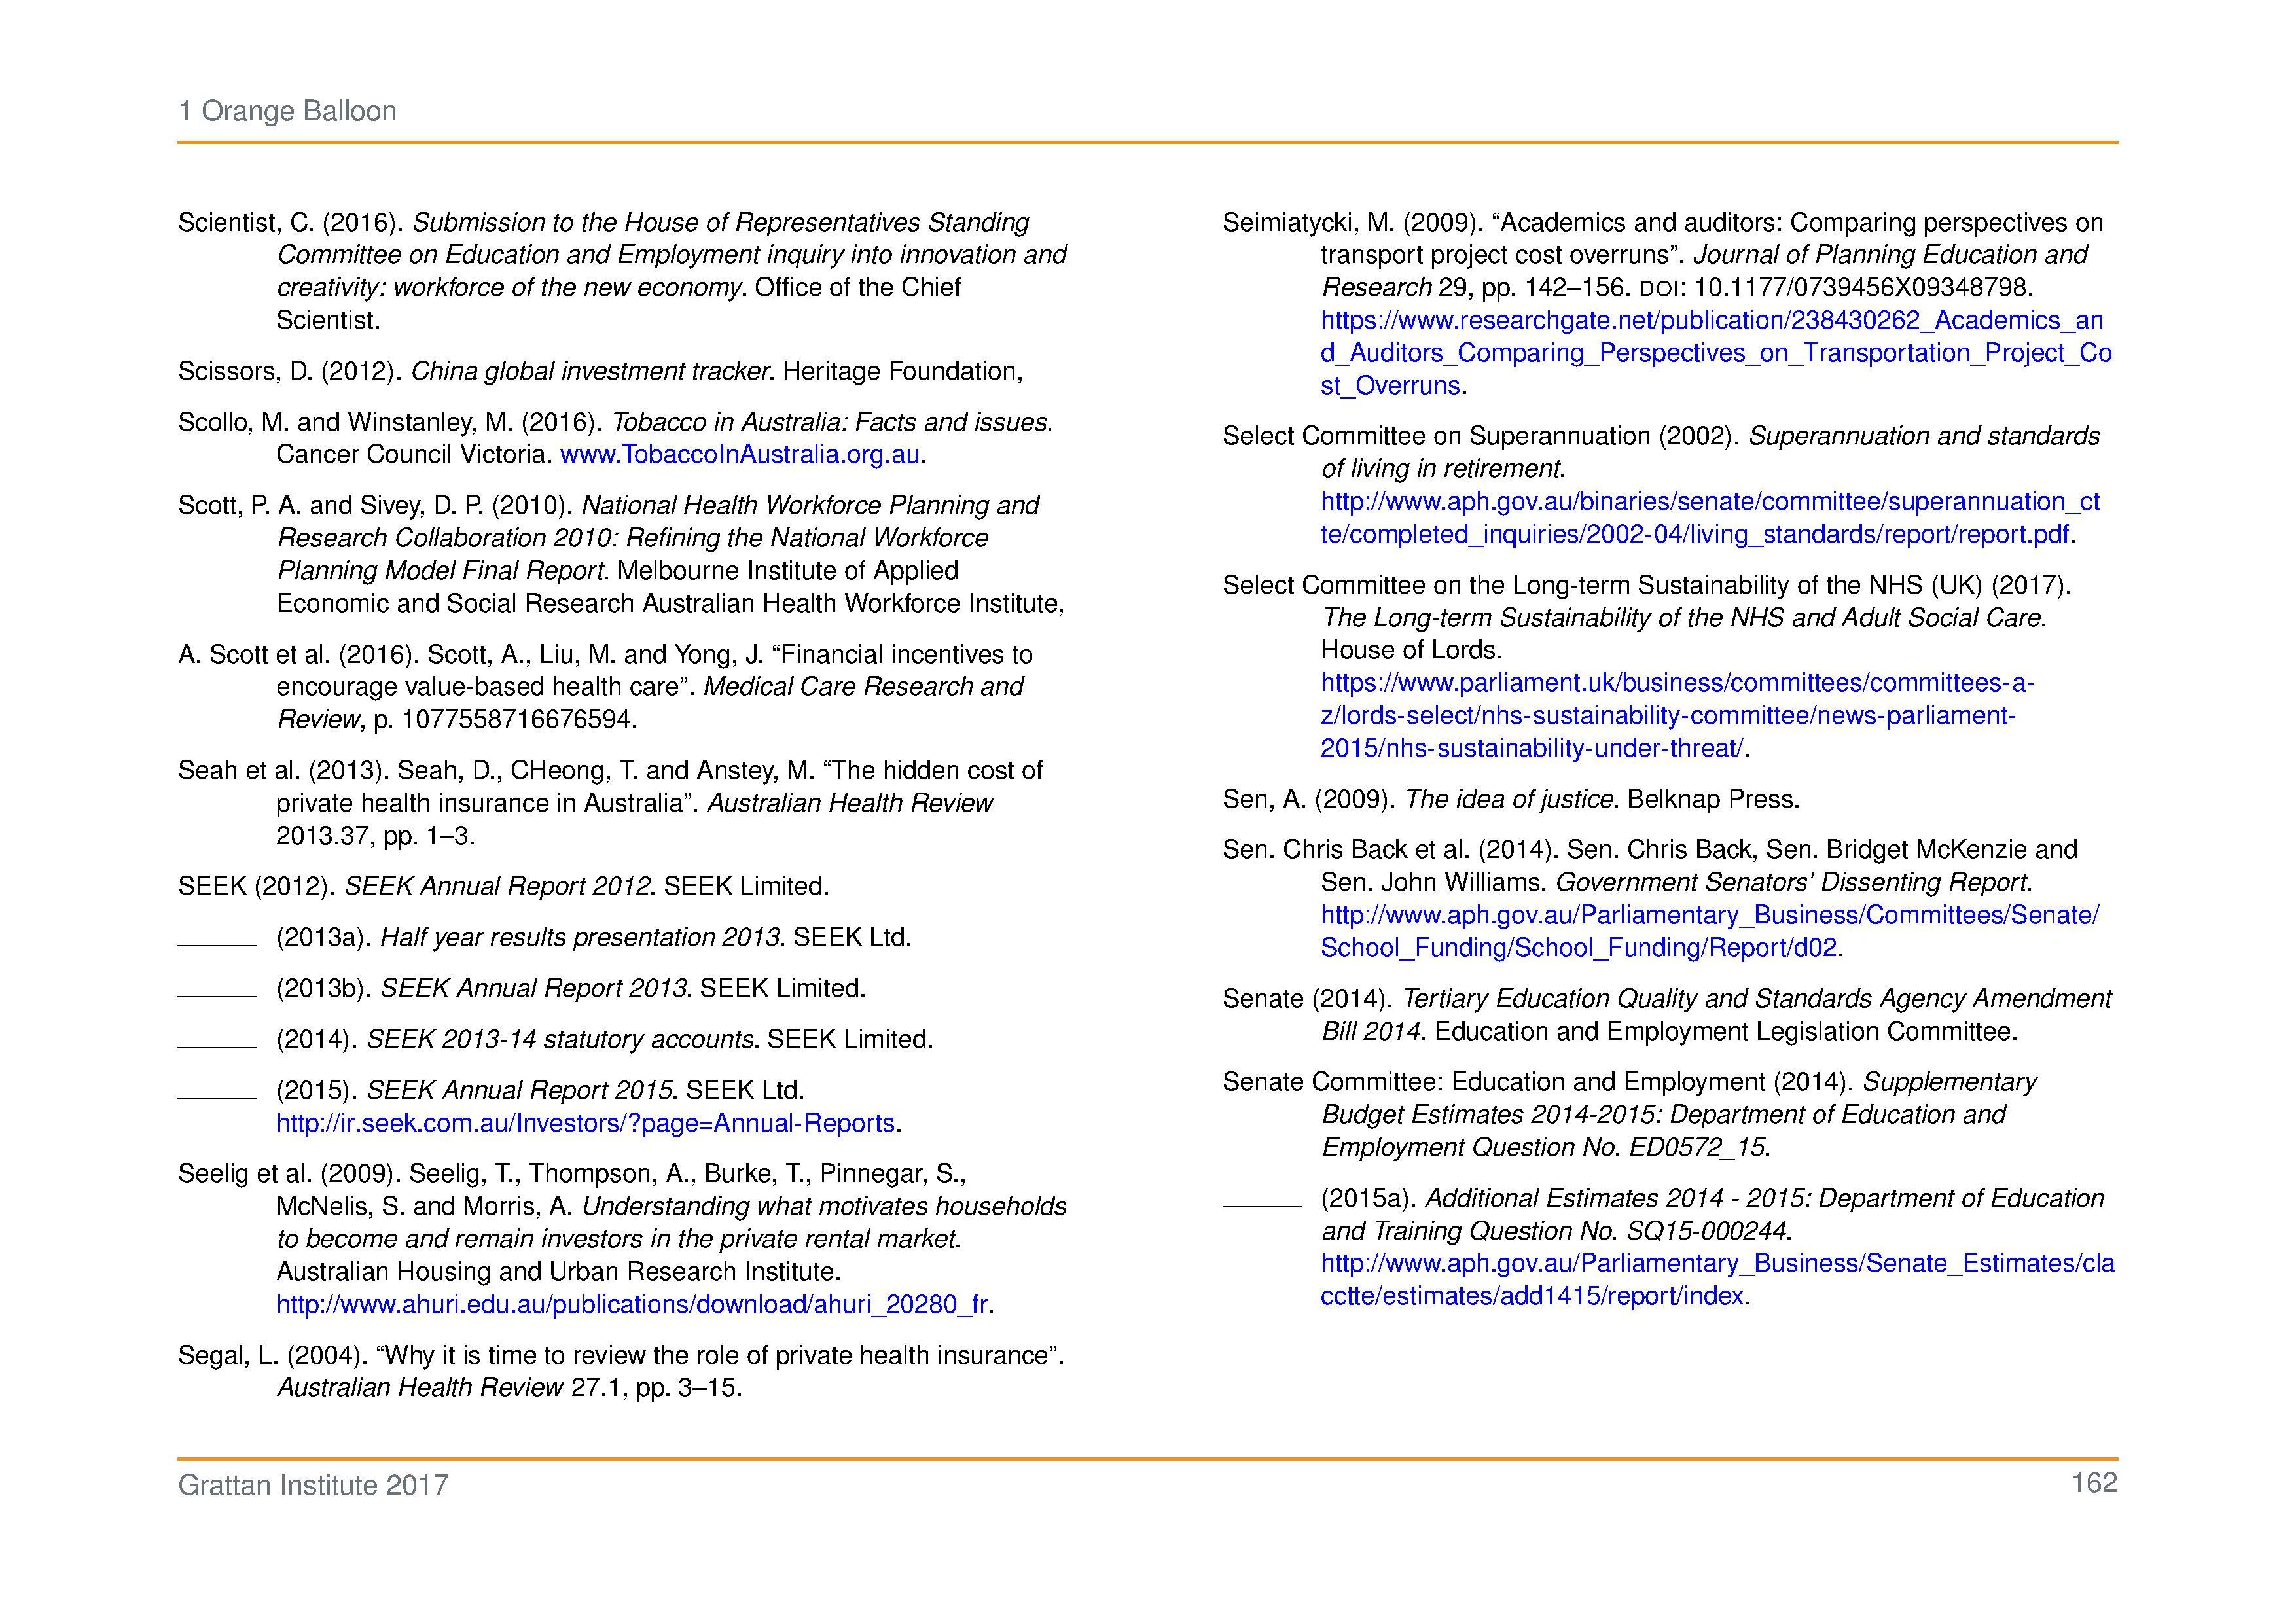 1 Orange Balloon
Scientist, C. (2016). Submission to the House of Representatives Standing
Committee on Education and Employment inquiry into innovation and
creativity: workforce of the new economy. Office of the Chief
Scientist.
Scissors, D. (2012). China global investment tracker. Heritage Foundation,
Scollo, M. and Winstanley, M. (2016). Tobacco in Australia: Facts and issues.
Cancer Council Victoria. www.TobaccoInAustralia.org.au.
Scott, P. A. and Sivey, D. P. (2010). National Health Workforce Planning and
Research Collaboration 2010: Refining the National Workforce
Planning Model Final Report. Melbourne Institute of Applied
Economic and Social Research Australian Health Workforce Institute,
A. Scott et al. (2016). Scott, A., Liu, M. and Yong, J. “Financial incentives to
encourage value-based health care”. Medical Care Research and
Review, p. 1077558716676594.
Seah et al. (2013). Seah, D., CHeong, T. and Anstey, M. “The hidden cost of
private health insurance in Australia”. Australian Health Review
2013.37, pp. 1–3.
SEEK (2012). SEEK Annual Report 2012. SEEK Limited.
(2013a). Half year results presentation 2013. SEEK Ltd.
(2013b). SEEK Annual Report 2013. SEEK Limited.
(2014). SEEK 2013-14 statutory accounts. SEEK Limited.
(2015). SEEK Annual Report 2015. SEEK Ltd.
http://ir.seek.com.au/Investors/?page=Annual-Reports.
Seelig et al. (2009). Seelig, T., Thompson, A., Burke, T., Pinnegar, S.,
McNelis, S. and Morris, A. Understanding what motivates households
to become and remain investors in the private rental market.
Australian Housing and Urban Research Institute.
http://www.ahuri.edu.au/publications/download/ahuri_20280_fr.
Segal, L. (2004). “Why it is time to review the role of private health insurance”.
Australian Health Review 27.1, pp. 3–15.
Seimiatycki, M. (2009). “Academics and auditors: Comparing perspectives on
transport project cost overruns”. Journal of Planning Education and
Research 29, pp. 142–156. DOI: 10.1177/0739456X09348798.
https://www.researchgate.net/publication/238430262_Academics_an
d_Auditors_Comparing_Perspectives_on_Transportation_Project_Co
st_Overruns.
Select Committee on Superannuation (2002). Superannuation and standards
of living in retirement.
http://www.aph.gov.au/binaries/senate/committee/superannuation_ct
te/completed_inquiries/2002-04/living_standards/report/report.pdf.
Select Committee on the Long-term Sustainability of the NHS (UK) (2017).
The Long-term Sustainability of the NHS and Adult Social Care.
House of Lords.
https://www.parliament.uk/business/committees/committees-a-
z/lords-select/nhs-sustainability-committee/news-parliament-
2015/nhs-sustainability-under-threat/.
Sen, A. (2009). The idea of justice. Belknap Press.
Sen. Chris Back et al. (2014). Sen. Chris Back, Sen. Bridget McKenzie and
Sen. John Williams. Government Senators’ Dissenting Report.
http://www.aph.gov.au/Parliamentary_Business/Committees/Senate/
School_Funding/School_Funding/Report/d02.
Senate (2014). Tertiary Education Quality and Standards Agency Amendment
Bill 2014. Education and Employment Legislation Committee.
Senate Committee: Education and Employment (2014). Supplementary
Budget Estimates 2014-2015: Department of Education and
Employment Question No. ED0572_15.
(2015a). Additional Estimates 2014 - 2015: Department of Education
and Training Question No. SQ15-000244.
http://www.aph.gov.au/Parliamentary_Business/Senate_Estimates/cla
cctte/estimates/add1415/report/index.
Grattan Institute 2017
162